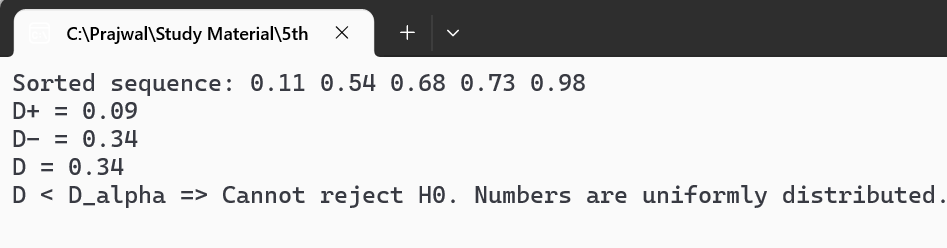 C:\Prajwal\Study Material\5th
Sorted sequence: 0.11 0.54 0.68 0.73 0.98
D+ = 0.09
D- = 0.34
D = 0.34
D < D_alpha => Cannot reject H0. Numbers are uniformly distributed.